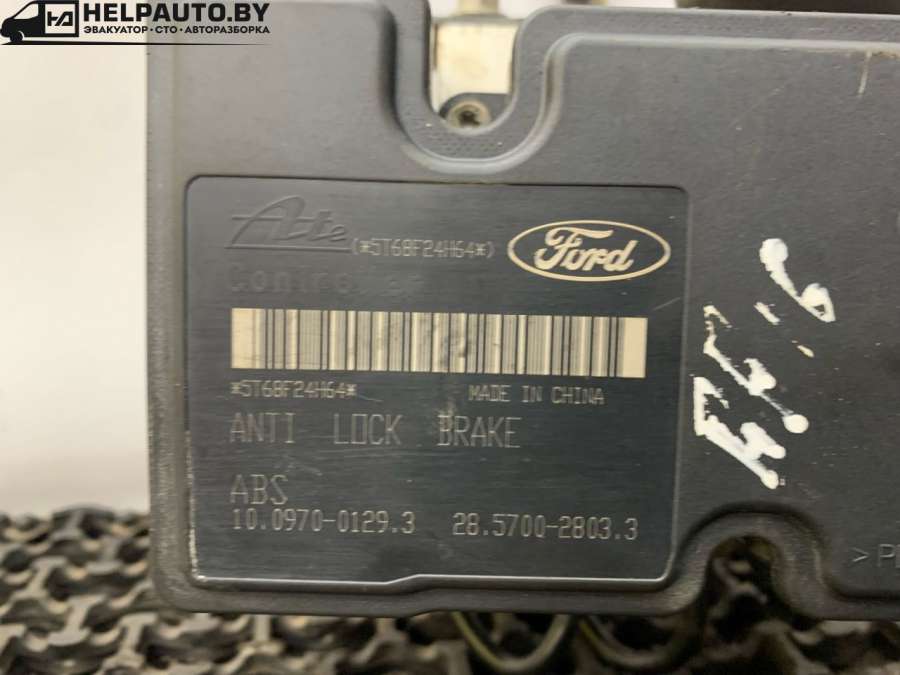 HELPAUTO.BY
ЭВАКУАТОР • СТО • АВТОРАЗБОРКА
Ate (*5T68F24H64*) Ford
*5T68F24H64* MADE IN CHINA
ANTI LOCK BRAKE
ABS
10.0970-0129.3 28.5700-2803.3